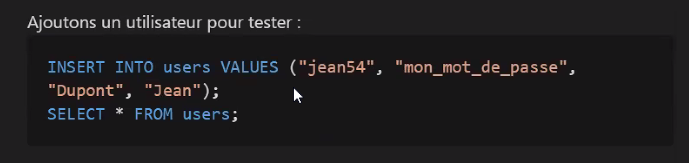 Ajoutons un utilisateur pour tester :
INSERT INTO users VALUES ("jean54", "mon_mot_de_passe",
"Dupont", "Jean");
SELECT * FROM users;